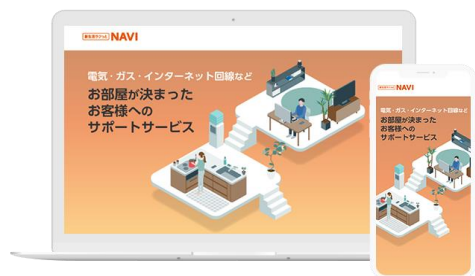 NAVI
電気・ガス・インターネット回線など
お部屋が決まった
お客様への
サポートサービス
NAVI
電気・ガス・インターネット回線など
お部屋が決まった
お客様への
サポートサービス